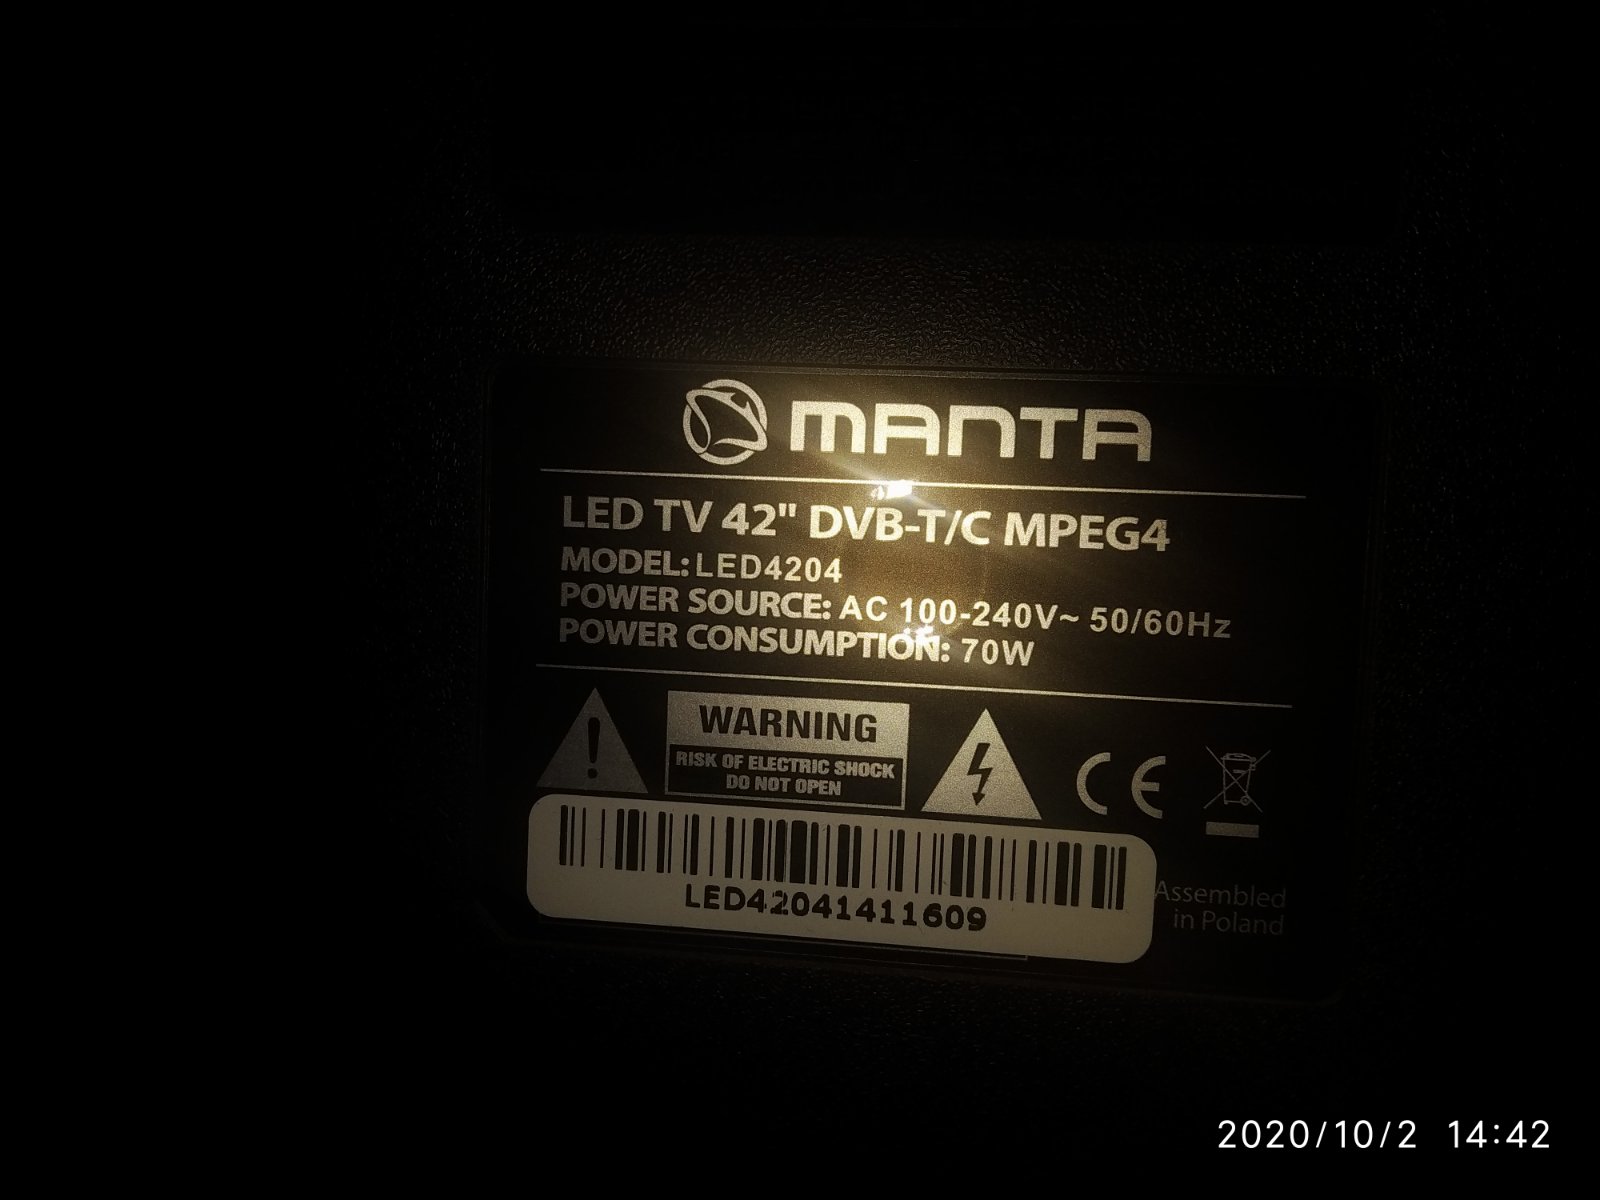 MANTA
LED TV 42" DVB-T/C MPEG4
MODEL: LED4204
POWER SOURCE: AC 100-240V~ 50/60Hz
POWER CONSUMPTION: 70W
WARNING
RISK OF ELECTRIC SHOCK
DO NOT OPEN
CE
LED42041411609
Assembled
in Poland
2020/10/2 14:42